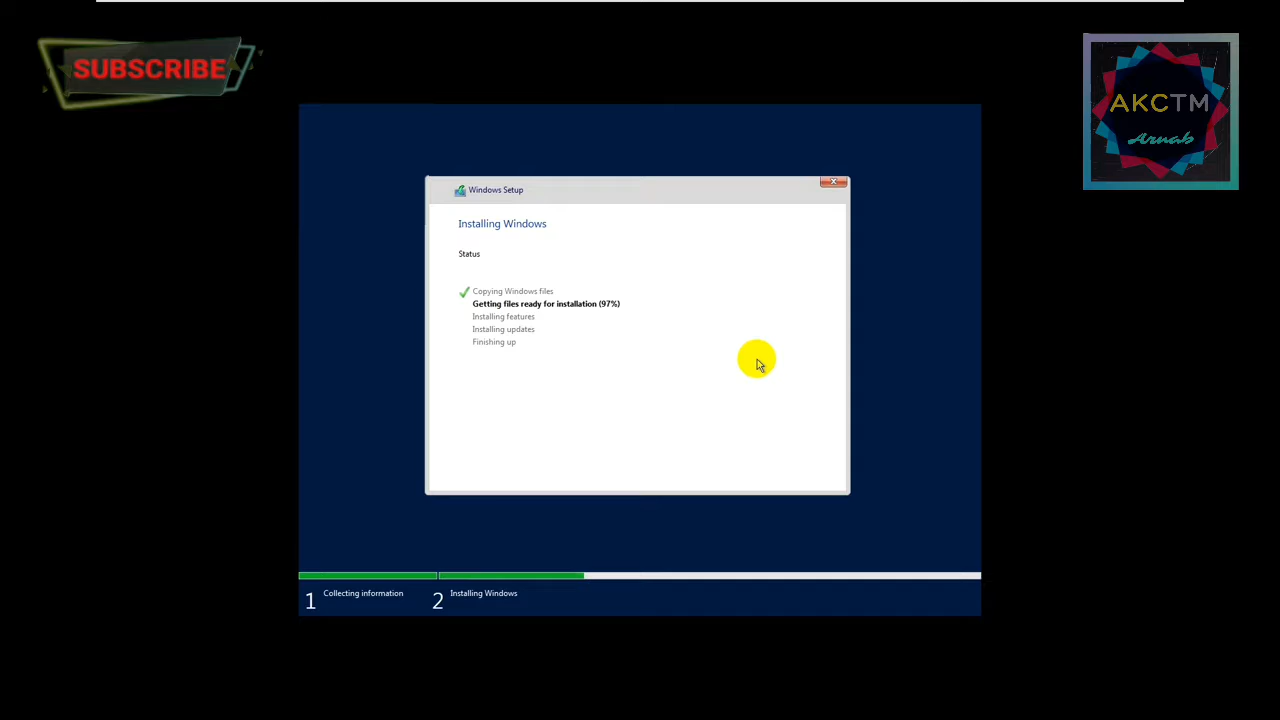 SUBSCRIBE
AKCTM
Arnab
Windows Setup
Installing Windows
Status
Copying Windows files
Getting files ready for installation (97%)
Installing features
Installing updates
Finishing up
1 Collecting information
2 Installing Windows